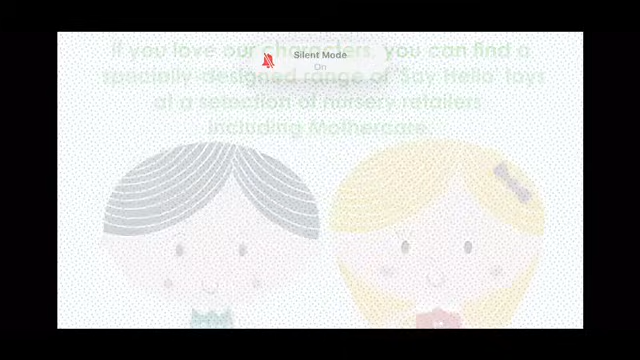 If you love our characters, you can find a
Silent Mode
On
specially-designed range of 'Say Hello' toys
at a selection of nursery retailers
including Mothercare.